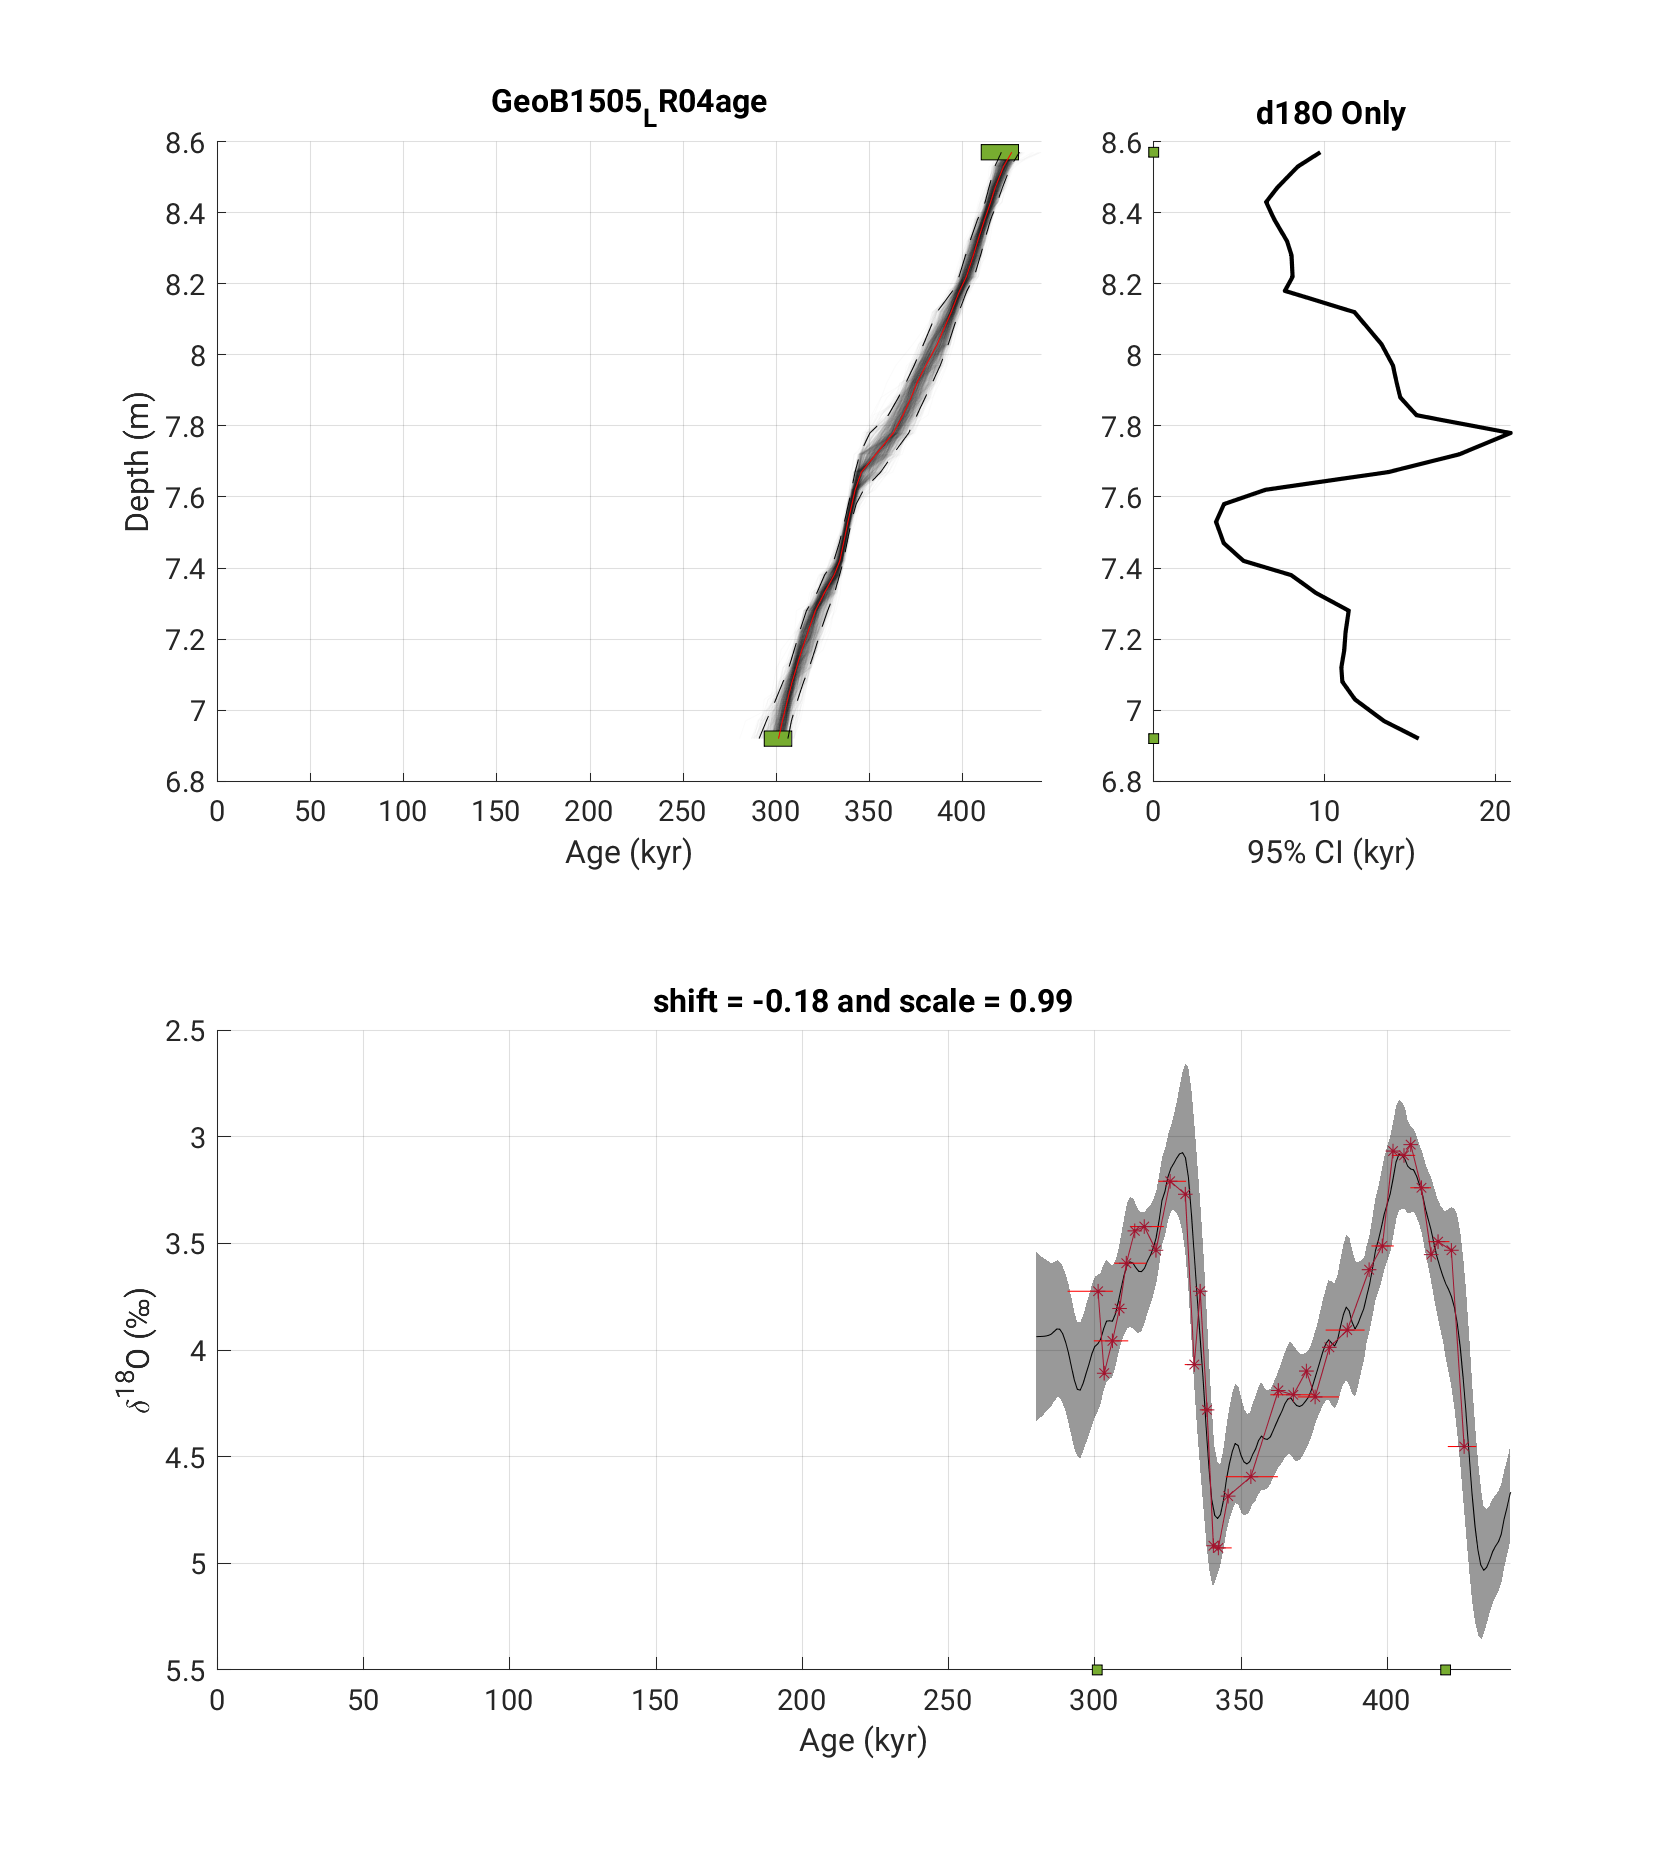 GeoB1505LR04age
8.6
8.4
8.2
8
7.8
7.6
7.4
7.2
7
6.8
Depth (m)
0 50 100 150 200 250 300 350 400
Age (kyr)
d18O Only
8.6
8.4
8.2
8
7.8
7.6
7.4
7.2
7
6.8
0 10 20
95% CI (kyr)
shift = -0.18 and scale = 0.99
2.5
3
3.5
4
4.5
5
5.5
δ18O (‰)
0 50 100 150 200 250 300 350 400
Age (kyr)